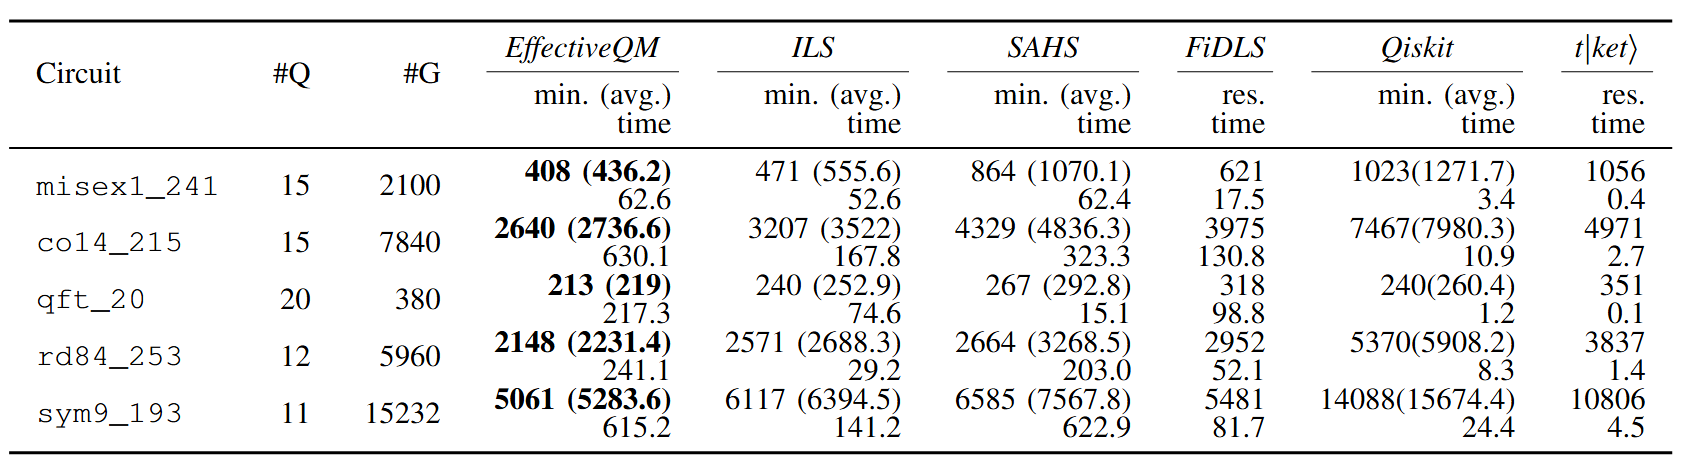 Circuit #Q #G EffectiveQM ILS SAHS FiDLS Qiskit t|ket⟩
min. (avg.) min. (avg.) min. (avg.) res. min. (avg.) res.
time time time time time time
misex1_241 15 2100 408 (436.2) 471 (555.6) 864 (1070.1) 621 1023(1271.7) 1056
62.6 52.6 62.4 17.5 3.4 0.4
co14_215 15 7840 2640 (2736.6) 3207 (3522) 4329 (4836.3) 3975 7467(7980.3) 4971
630.1 167.8 323.3 130.8 10.9 2.7
qft_20 20 380 213 (219) 240 (252.9) 267 (292.8) 318 240(260.4) 351
217.3 74.6 15.1 98.8 1.2 0.1
rd84_253 12 5960 2148 (2231.4) 2571 (2688.3) 2664 (3268.5) 2952 5370(5908.2) 3837
241.1 29.2 203.0 52.1 8.3 1.4
sym9_193 11 15232 5061 (5283.6) 6117 (6394.5) 6585 (7567.8) 5481 14088(15674.4) 10806
615.2 141.2 622.9 81.7 24.4 4.5